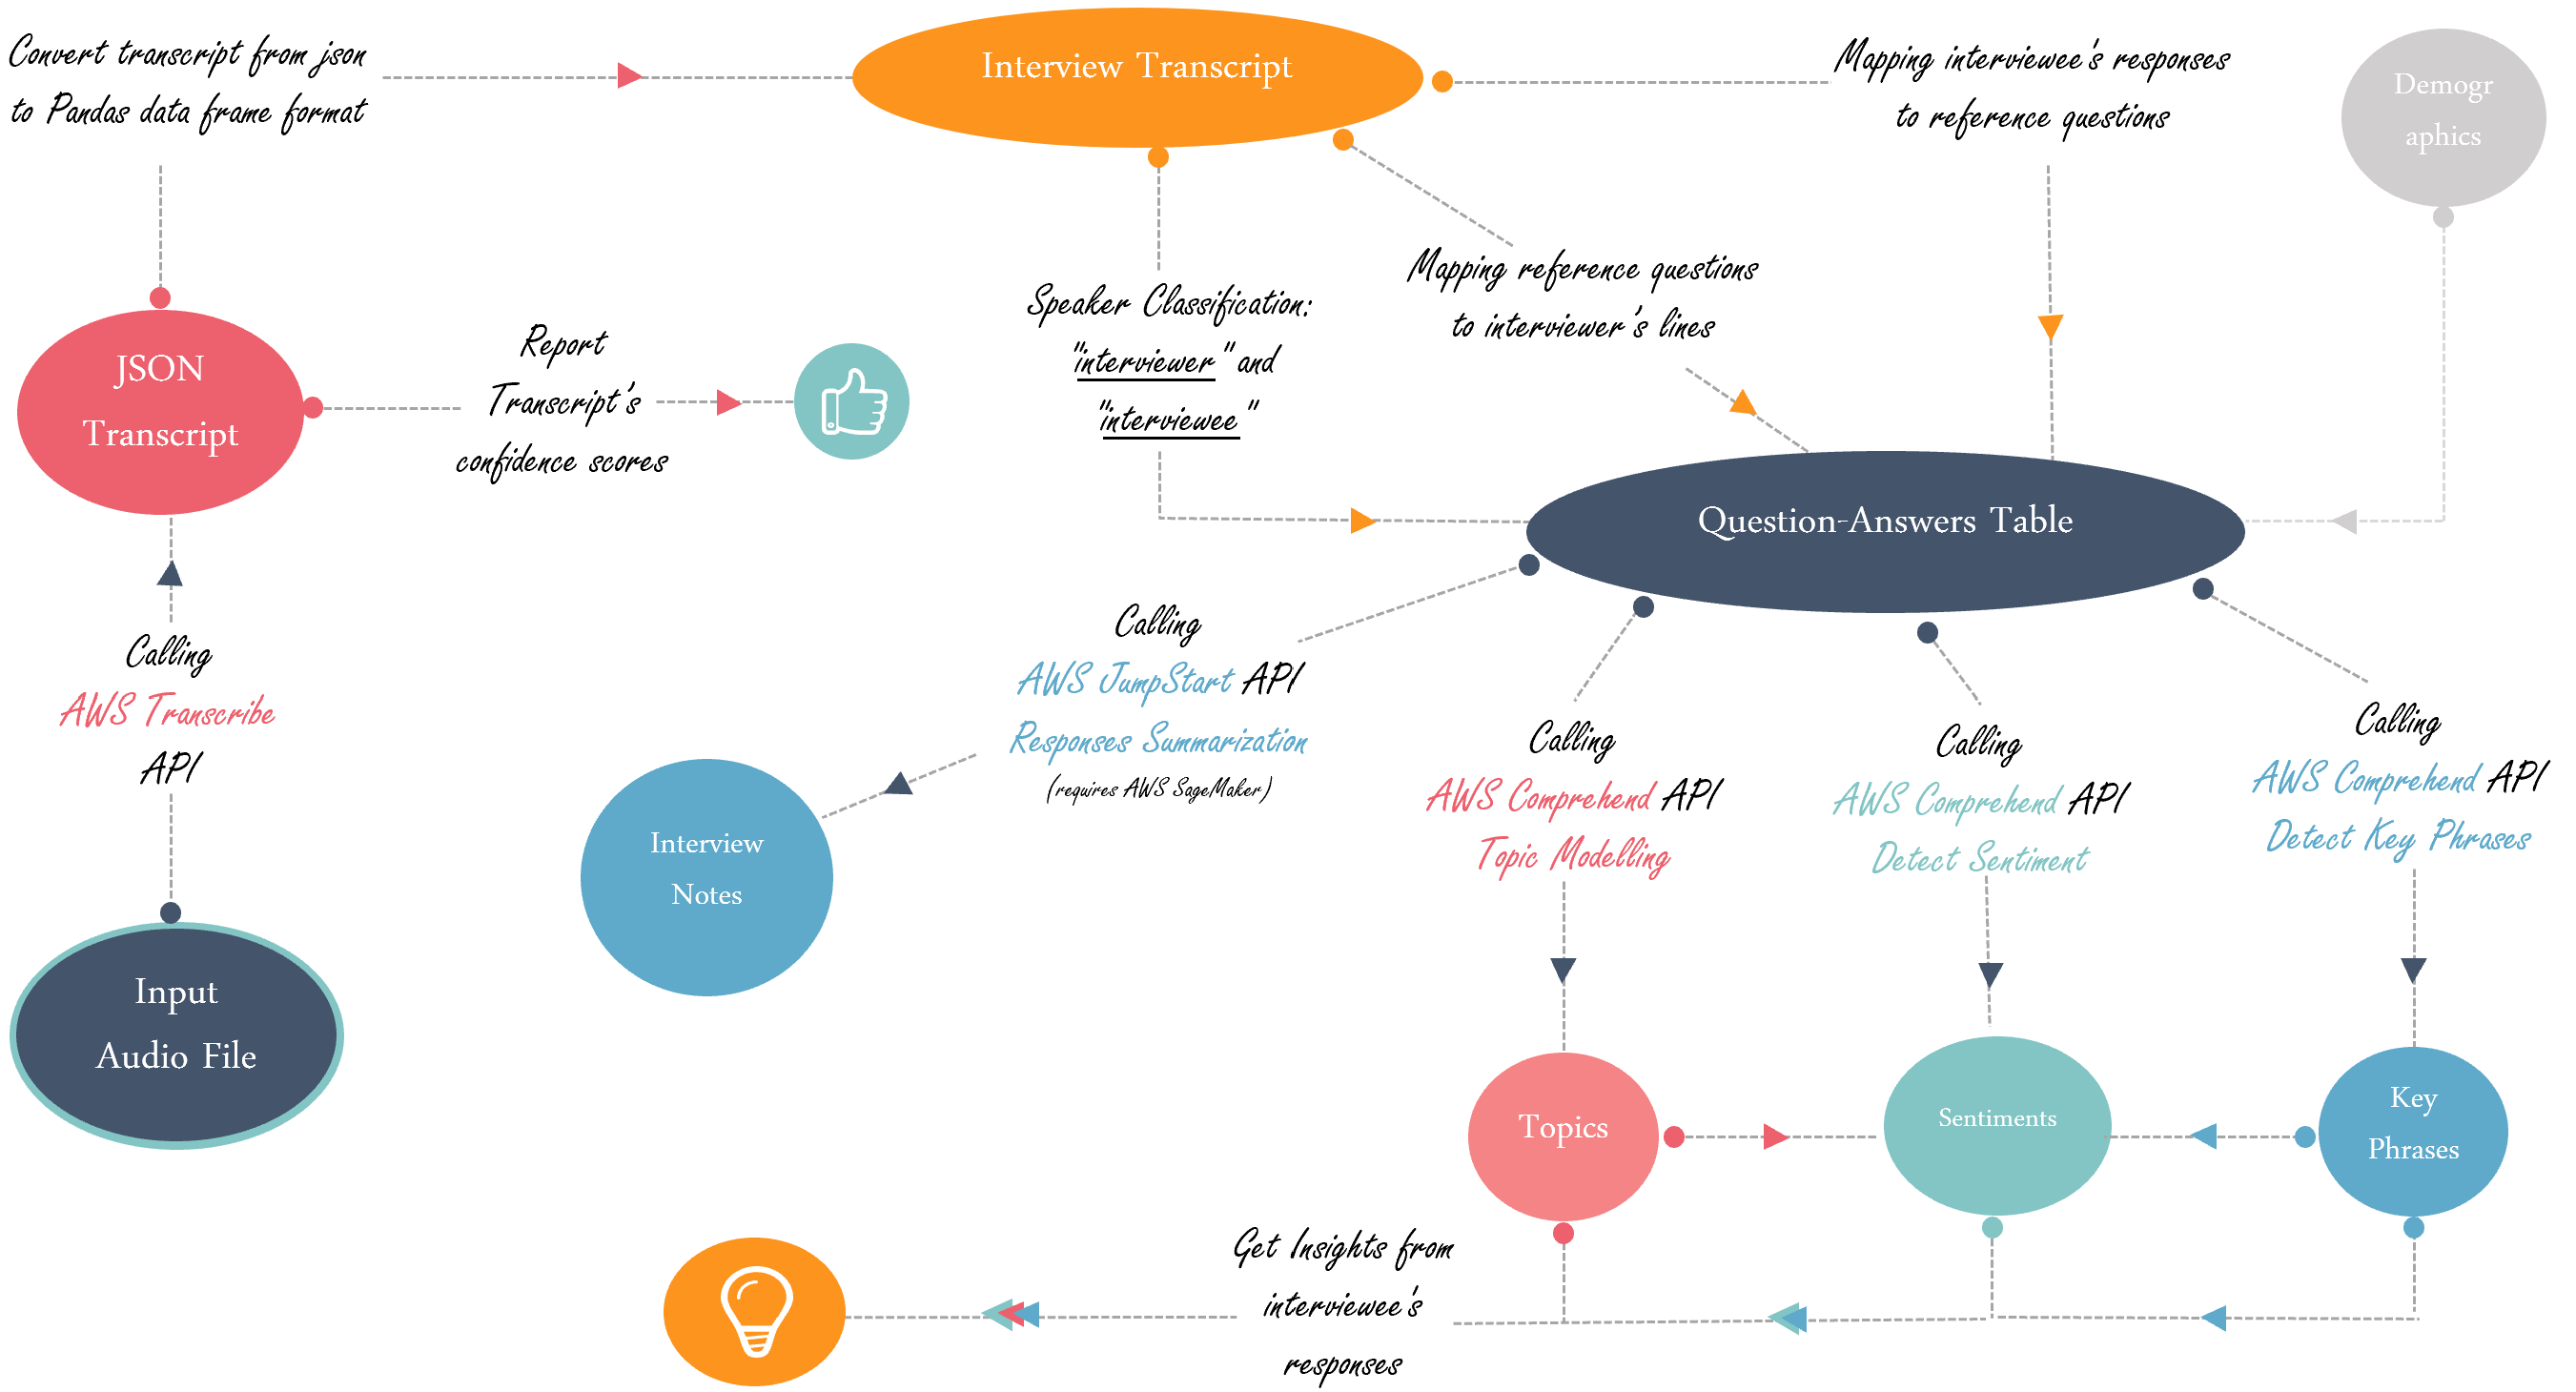 Convert transcript from json
to Pandas data frame format
Interview Transcript
Mapping interviewee's responses
to reference questions
Demogr
aphics
Mapping reference questions
to interviewer's lines
Speaker Classification:
"interviewer" and
"interviewee"
JSON
Transcript
Report
Transcript's
confidence scores
Question-Answers Table
Calling
AWS Transcribe
API
Calling
AWS JumpStart API
Responses Summarization
(requires AWS SageMaker)
Calling
AWS Comprehend API
Topic Modelling
Calling
AWS Comprehend API
Detect Sentiment
Calling
AWS Comprehend API
Detect Key Phrases
Interview
Notes
Input
Audio File
Topics
Sentiments
Key
Phrases
Get Insights from
interviewee's
responses